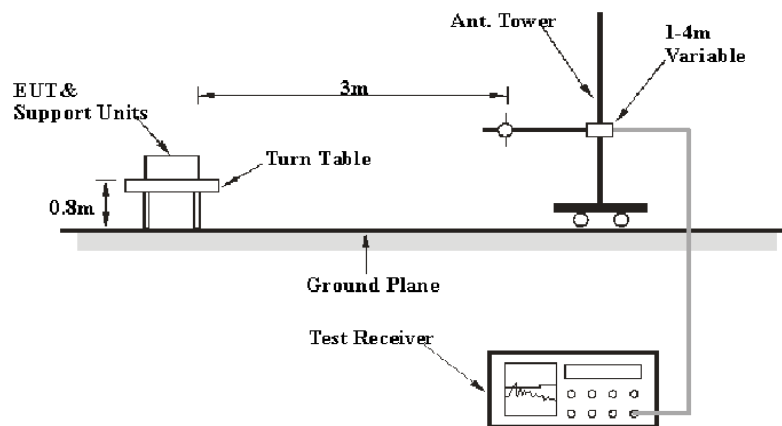 Ant. Tower
1-4m
Variable
EUT &
Support Units
3m
Turn Table
0.8m
Ground Plane
Test Receiver